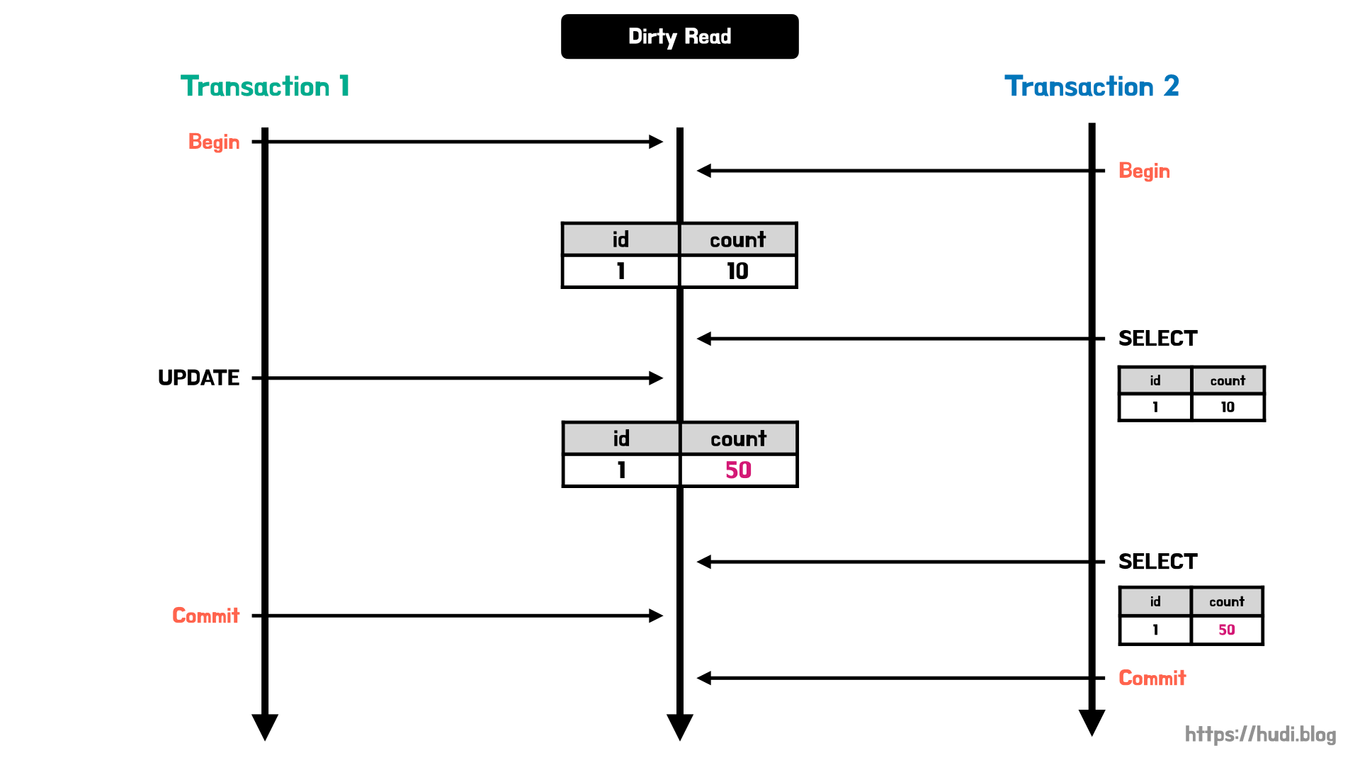 Dirty Read
Transaction 1
Transaction 2
Begin
Begin
id count
1 10
SELECT
UPDATE
id count
1 10
id count
1 50
SELECT
id count
1 50
Commit
Commit
https://hudi.blog